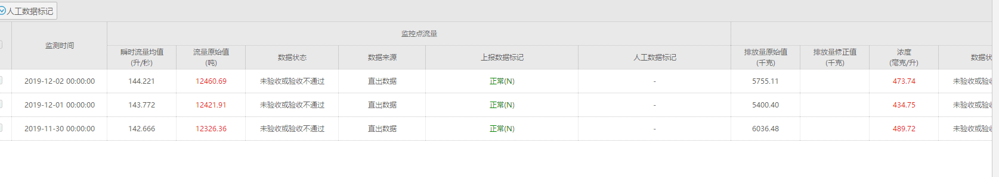 人工数据标记
监控点流量
监测时间
瞬时流量均值 流量原始值 数据状态 数据来源 上报数据标记 人工数据标记 排放量原始值 排放量修正值 浓度 数据状
(升/秒) (吨) (千克) (千克) (毫克/升)
2019-12-02 00:00:00 144.221 12460.69 未验收或验收不通过 直出数据 正常(N) - 5755.11 473.74 未验收或验
2019-12-01 00:00:00 143.772 12421.91 未验收或验收不通过 直出数据 正常(N) - 5400.40 434.75 未验收或验
2019-11-30 00:00:00 142.666 12326.36 未验收或验收不通过 直出数据 正常(N) - 6036.48 489.72 未验收或验